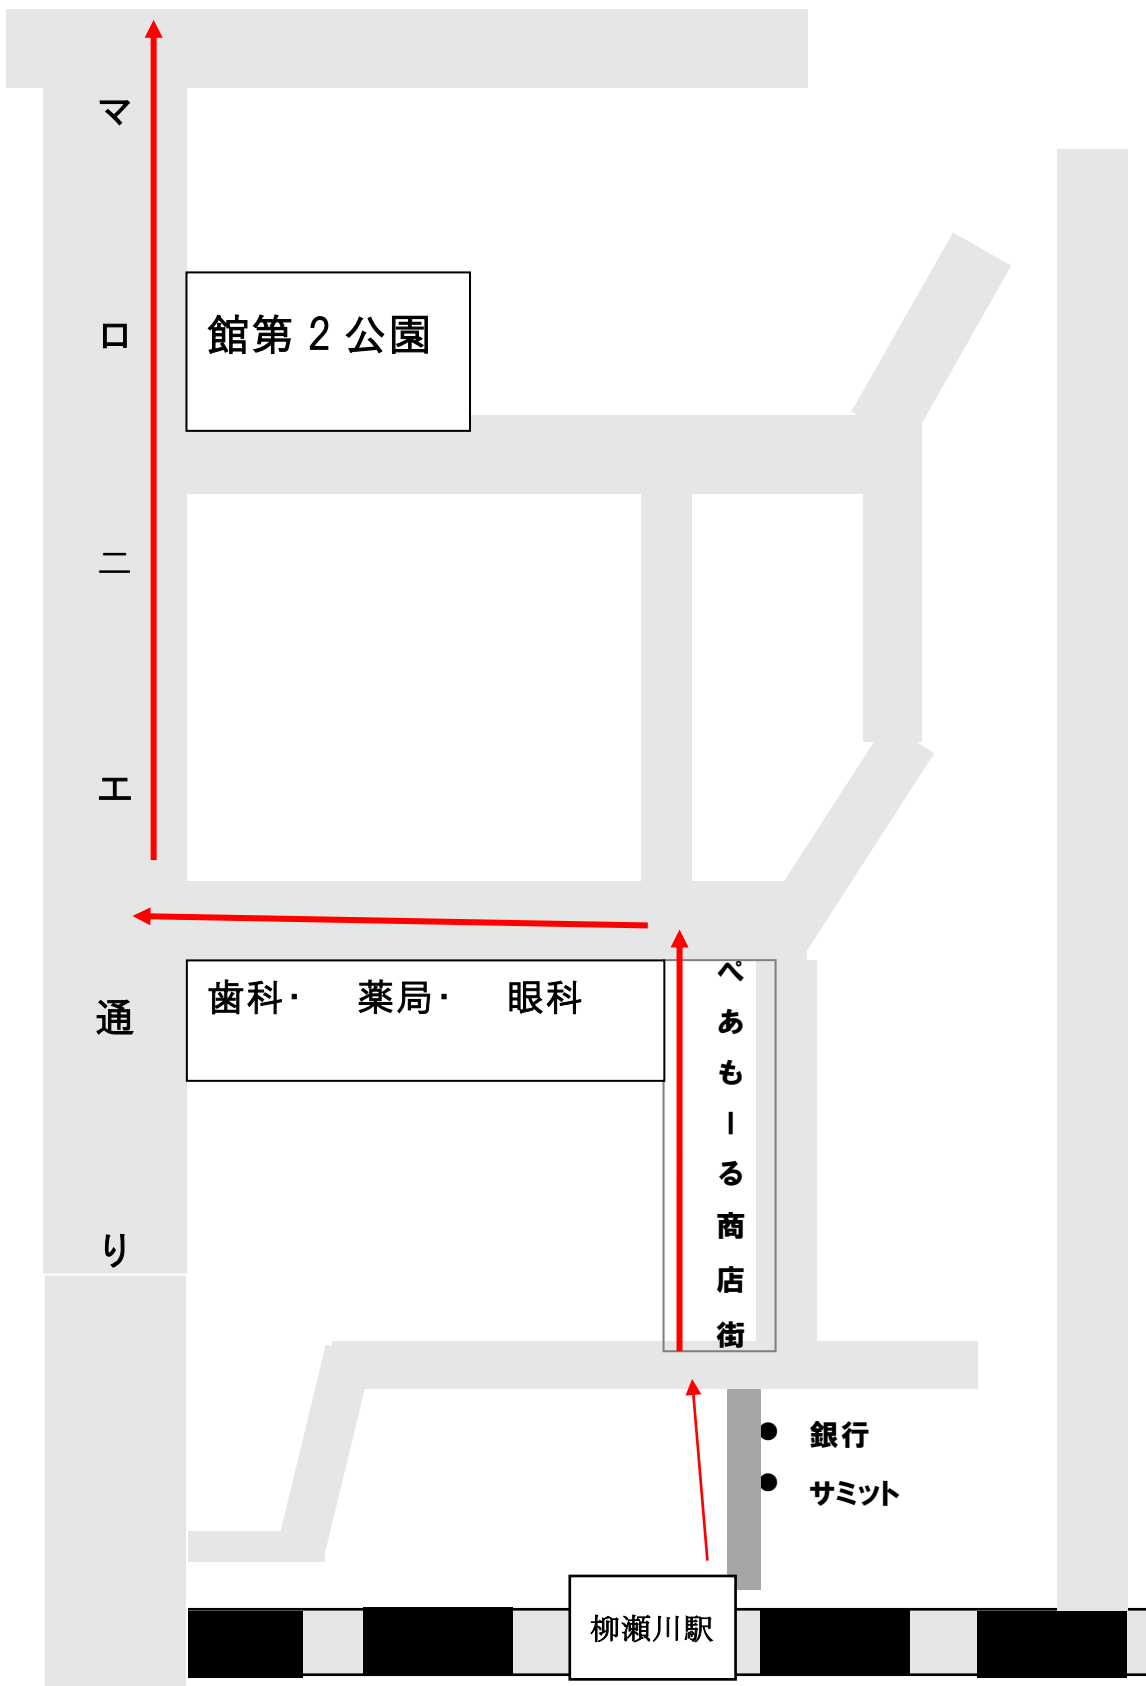 マロニエ通り
館第2公園
歯科・　薬局・　眼科
ぺあもーる商店街
● 銀行
● サミット
柳瀬川駅